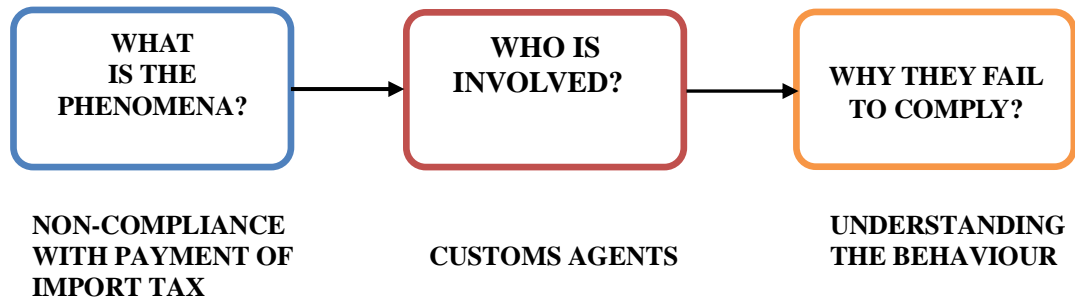 WHAT
IS THE
PHENOMENA?
WHO IS
INVOLVED?
WHY THEY FAIL
TO COMPLY?
NON-COMPLIANCE
WITH PAYMENT OF
IMPORT TAX
CUSTOMS AGENTS
UNDERSTANDING
THE BEHAVIOUR